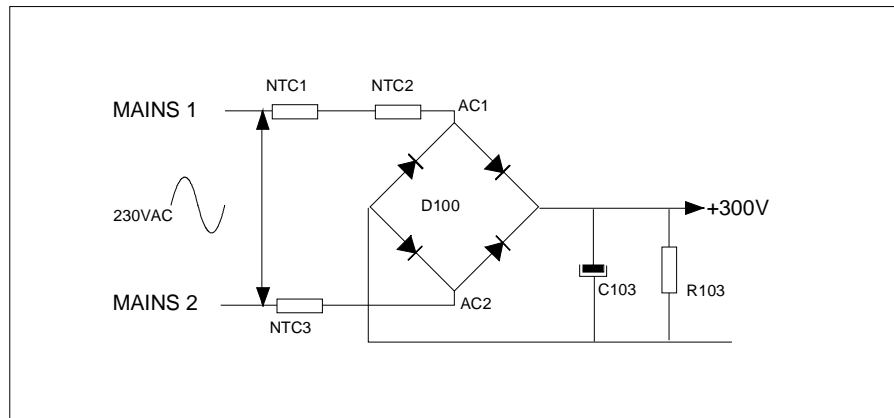 NTC1
NTC2
MAINS 1
AC1
230VAC
D100
+300V
C103
R103
MAINS 2
AC2
NTC3